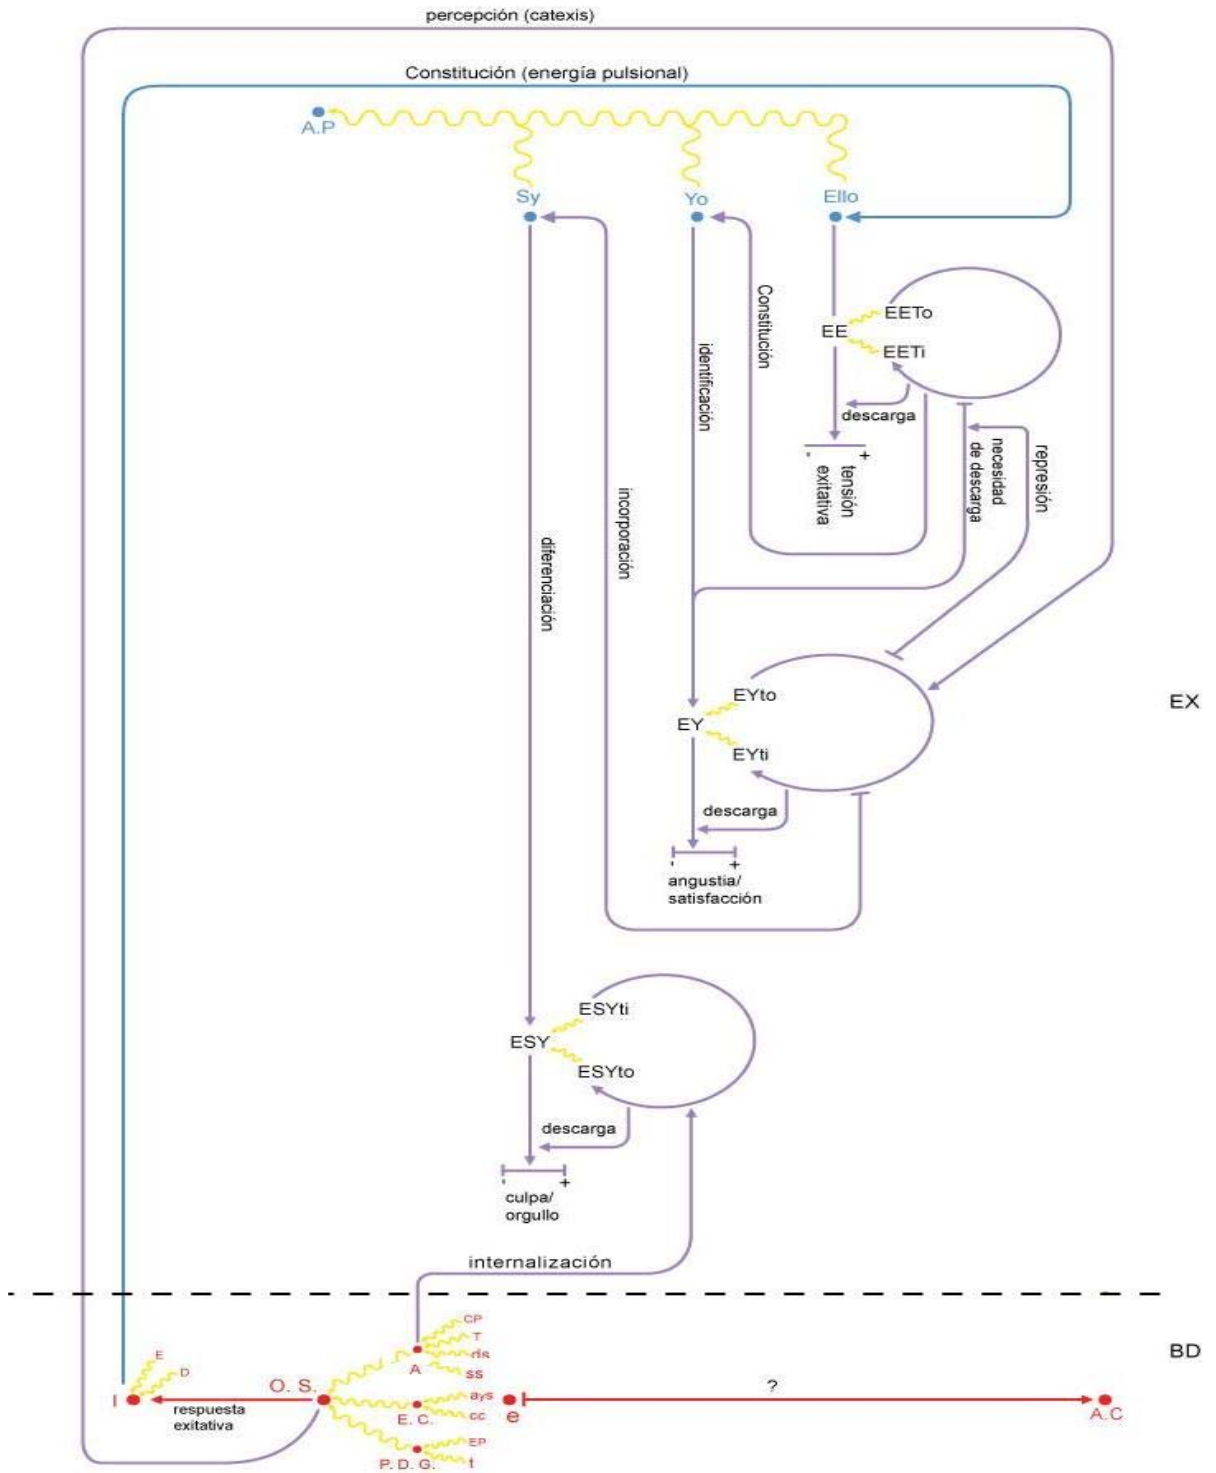 percepción (catexis)
Constitución (energía pulsional)
A.P
Sy
Yo
Ello
EETo
EE
EETi
descarga
Constitución
identificación
- +
tensión
exitativa
necesidad
de descarga
represión
incorporación
diferenciación
EYto
EY
EYti
EX
descarga
- +
angustia/
satisfacción
ESYti
ESY
ESYto
descarga
- +
culpa/
orgullo
internalización
CP
T
ds
ss
A
BD
E
D
I
respuesta
exitativa
O. S.
ays
cc
E. C.
e
?
A.C
EP
t
P. D. G.